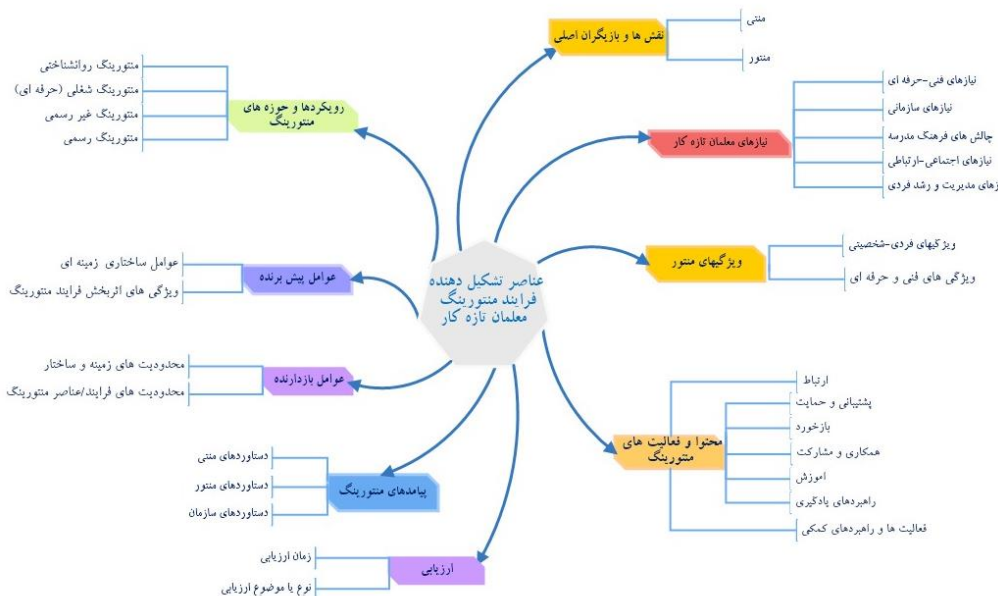 عناصر تشکیل دهنده
فرایند منتورینگ
معلمان تازه کار
نقش ها و بازیگران اصلی
منتی
منتور
نیازهای معلمان تازه کار
نیازهای فنی-حرفه ای
نیازهای سازمانی
چالش های فرهنگ مدرسه
نیازهای اجتماعی-ارتباطی
زهای مدیریت و رشد فردی
ویژگیهای منتور
ویژگیهای فردی-شخصیتی
ویژگی های فنی و حرفه ای
محتوا و فعالیت های
منتورینگ
ارتباط
پشتیبانی و حمایت
بازخورد
همکاری و مشارکت
اموزش
راهبردهای یادگیری
فعالیت ها و راهبردهای کمکی
ارزیابی
زمان ارزیابی
نوع یا موضوع ارزیابی
پیامدهای منتورینگ
دستاوردهای منتی
دستاوردهای منتور
دستاوردهای سازمان
عوامل بازدارنده
محدودیت های زمینه و ساختار
محدودیت های فرایند/عناصر منتورینگ
عوامل پیش برنده
عوامل ساختاری زمینه ای
ویژگی های اثربخش فرایند منتورینگ
رویکردها و حوزه های
منتورینگ
منتورینگ روانشناختی
منتورینگ شغلی (حرفه ای)
منتورینگ غیر رسمی
منتورینگ رسمی